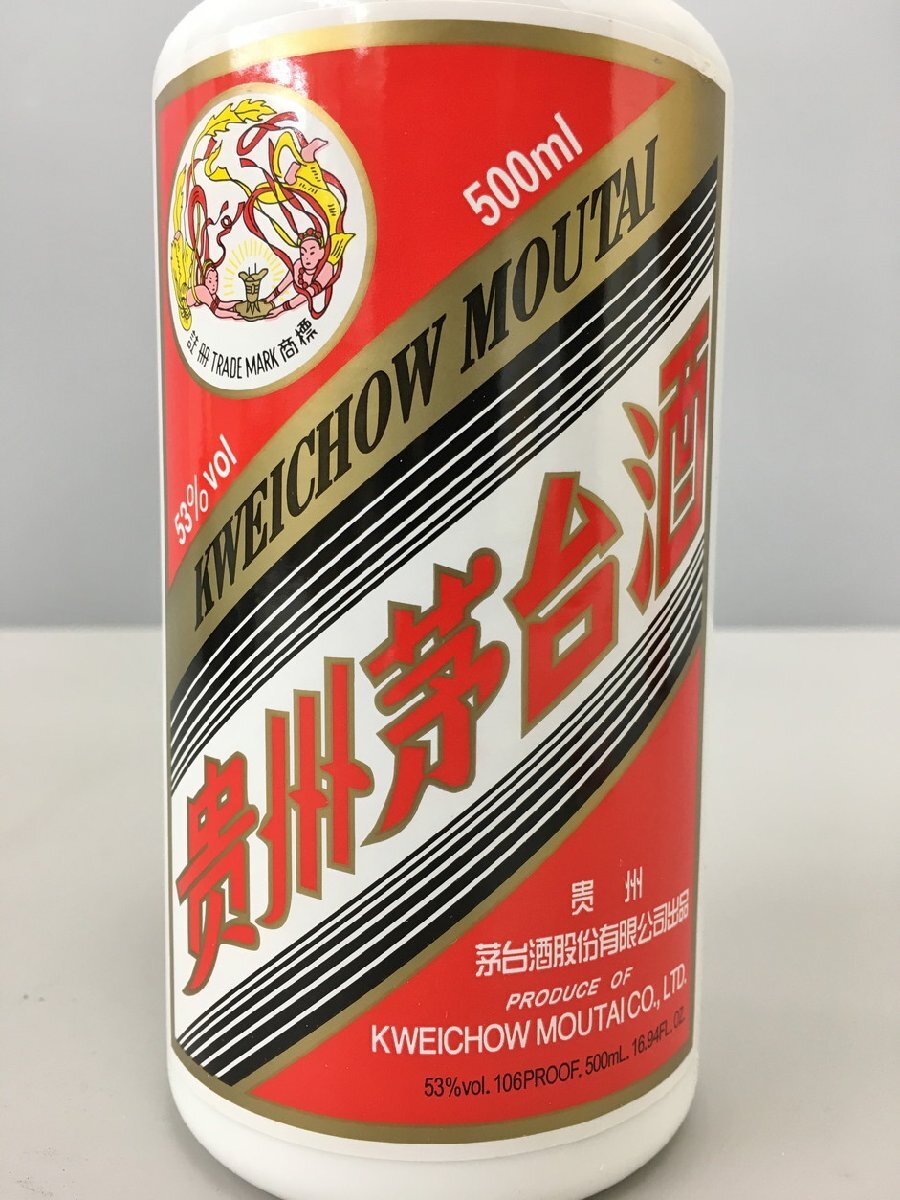 註册 TRADE MARK 商標
500ml
53%vol
KWEICHOW MOUTAI
贵州茅台酒
贵 州
茅台酒股份有限公司出品
PRODUCE OF
KWEICHOW MOUTAI CO., LTD.
53%vol. 106PROOF. 500mL. 16.94FL. OZ.